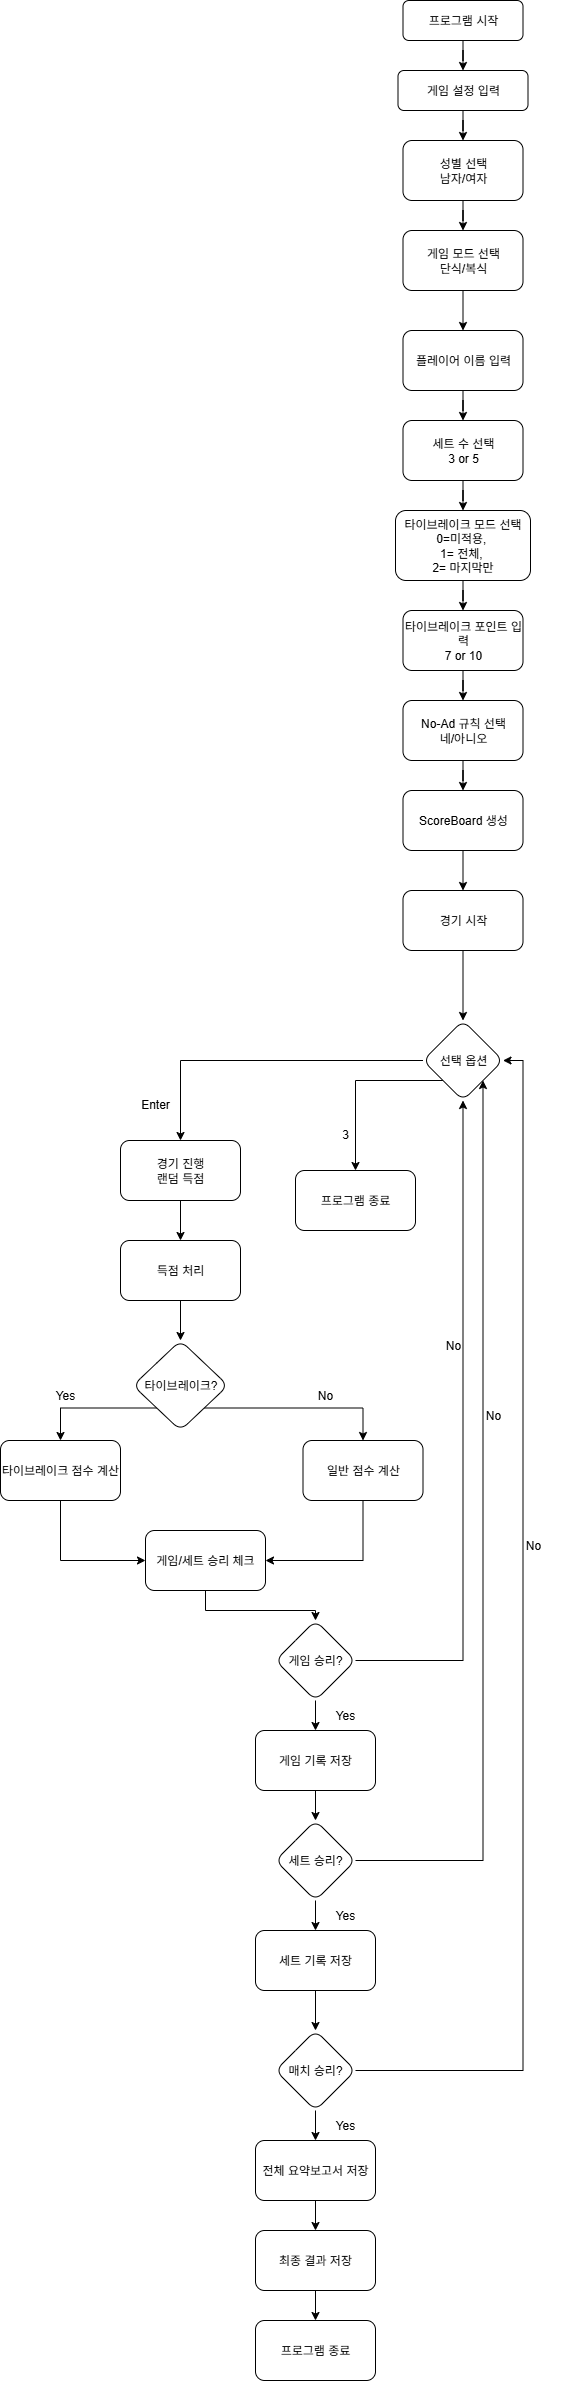 프로그램 시작
게임 설정 입력
성별 선택
남자/여자
게임 모드 선택
단식/복식
플레이어 이름 입력
세트 수 선택
3 or 5
타이브레이크 모드 선택
0=미적용,
1= 전체,
2= 마지막만
타이브레이크 포인트 입
력
7 or 10
No-Ad 규칙 선택
네/아니오
ScoreBoard 생성
경기 시작
선택 옵션
Enter
3
경기 진행
랜덤 득점
프로그램 종료
득점 처리
No
타이브레이크?
Yes
No
No
타이브레이크 점수 계산
일반 점수 계산
No
게임/세트 승리 체크
게임 승리?
Yes
게임 기록 저장
세트 승리?
Yes
세트 기록 저장
매치 승리?
Yes
전체 요약보고서 저장
최종 결과 저장
프로그램 종료